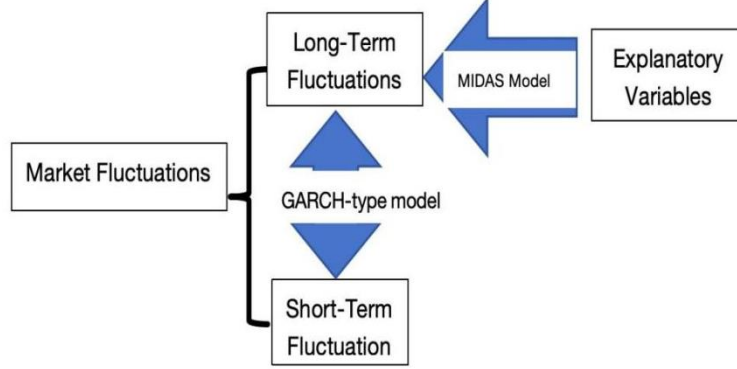 Long-Term
Fluctuations
MIDAS Model
Explanatory
Variables
Market Fluctuations
GARCH-type model
Short-Term
Fluctuation